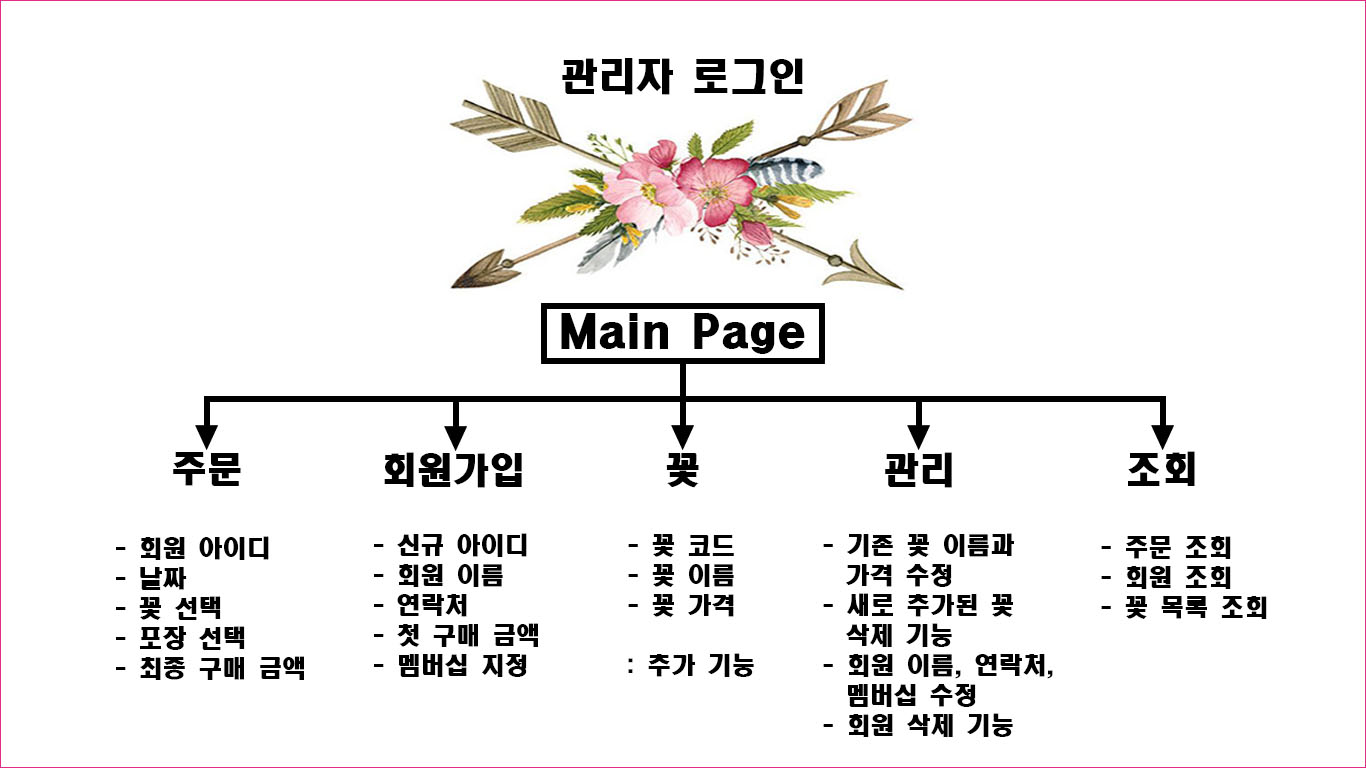 관리자 로그인
Main Page
주문
- 회원 아이디
- 날짜
- 꽃 선택
- 포장 선택
- 최종 구매 금액
회원가입
- 신규 아이디
- 회원 이름
- 연락처
- 첫 구매 금액
- 멤버십 지정
꽃
- 꽃 코드
- 꽃 이름
- 꽃 가격
: 추가 기능
관리
- 기존 꽃 이름과
가격 수정
- 새로 추가된 꽃
삭제 기능
- 회원 이름, 연락처,
멤버십 수정
- 회원 삭제 기능
조회
- 주문 조회
- 회원 조회
- 꽃 목록 조회